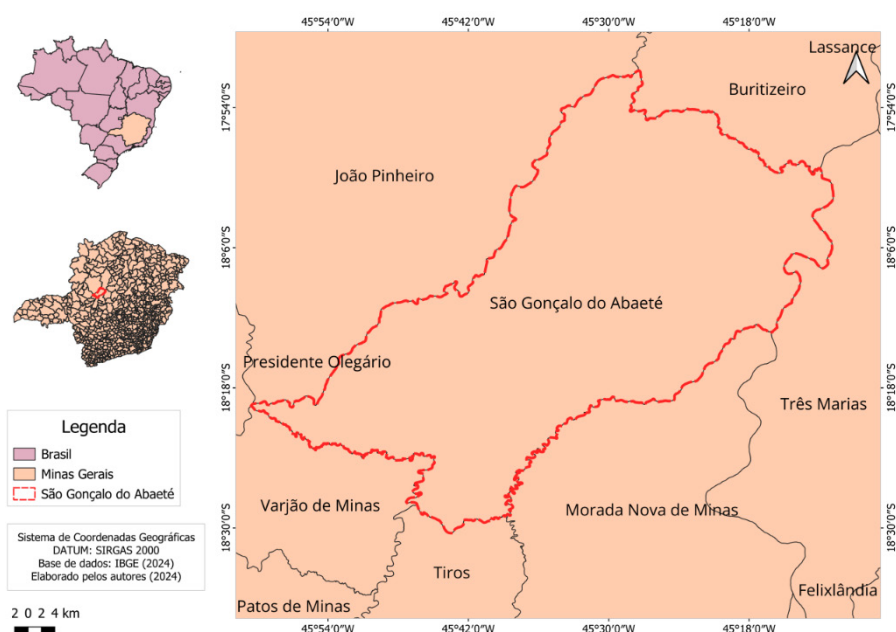 45°54'0"W 45°42'0"W 45°30'0"W 45°18'0"W
Lassance
Buritizeiro
17°54'0"S 17°54'0"S
João Pinheiro
18°6'0"S 18°6'0"S
São Gonçalo do Abaeté
Presidente Olegário
18°18'0"S 18°18'0"S
Três Marias
Varjão de Minas
Morada Nova de Minas
18°30'0"S 18°30'0"S
Tiros
Felixlândia
Patos de Minas
45°54'0"W 45°42'0"W 45°30'0"W 45°18'0"W
Legenda
Brasil
Minas Gerais
São Gonçalo do Abaeté
Sistema de Coordenadas Geográficas
DATUM: SIRGAS 2000
Base de dados: IBGE (2024)
Elaborado pelos autores (2024)
2 0 2 4 km